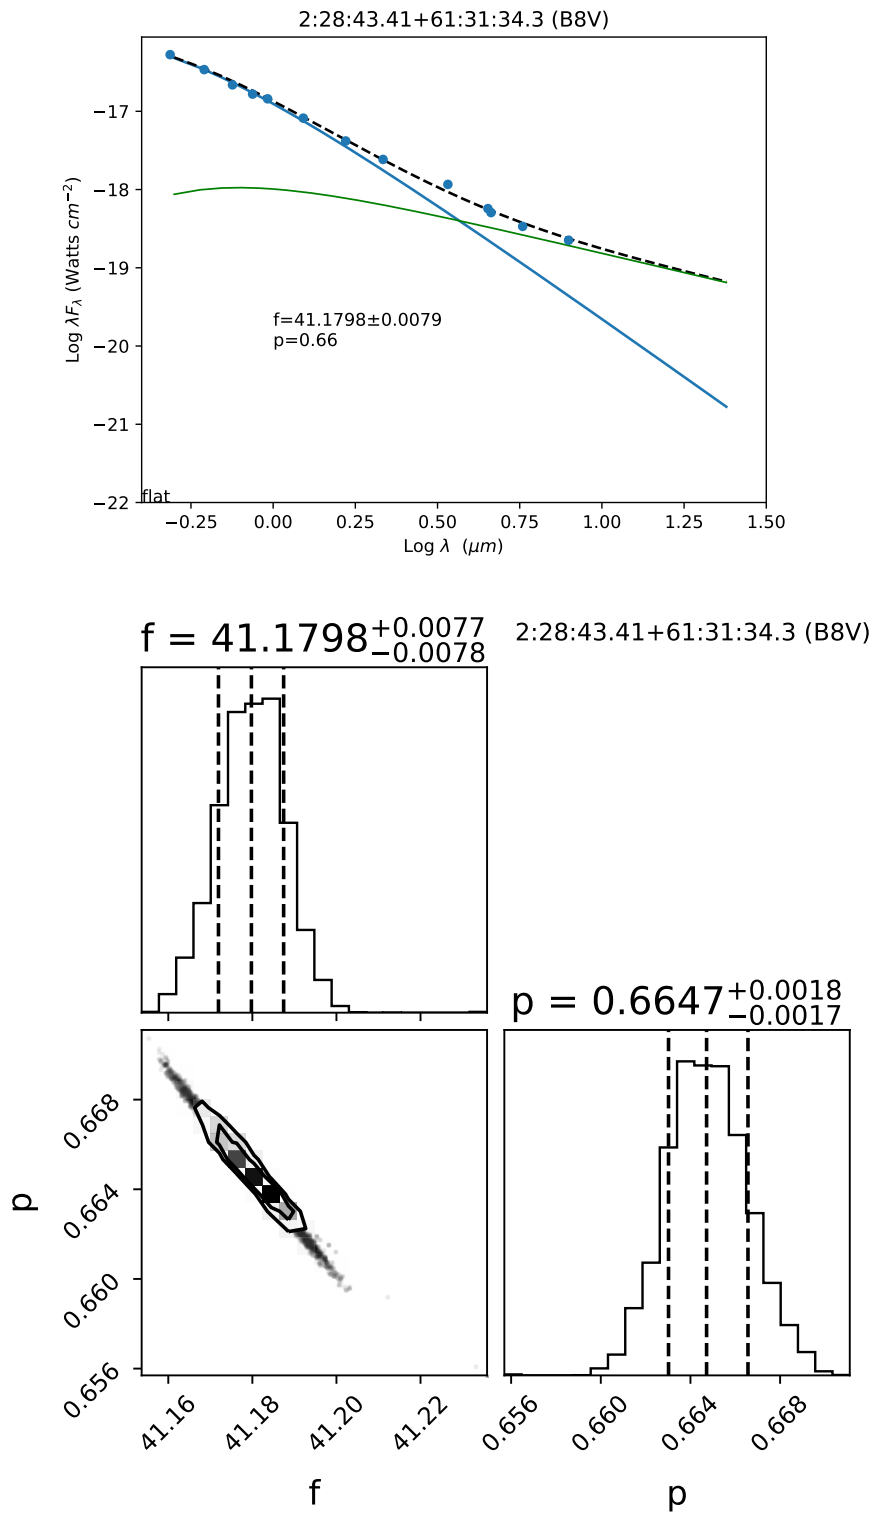 2:28:43.41+61:31:34.3 (B8V)
Log λF_λ (Watts cm⁻²)
−17
−18
−19
−20
−21
−22
f=41.1798±0.0079
p=0.66
flat
−0.25 0.00 0.25 0.50 0.75 1.00 1.25 1.50
Log λ (μm)
f = 41.1798+0.0077 −0.0078
2:28:43.41+61:31:34.3 (B8V)
p = 0.6647+0.0018 −0.0017
p
0.668
0.664
0.660
0.656
41.16 41.18 41.20 41.22
0.656 0.660 0.664 0.668
f
p